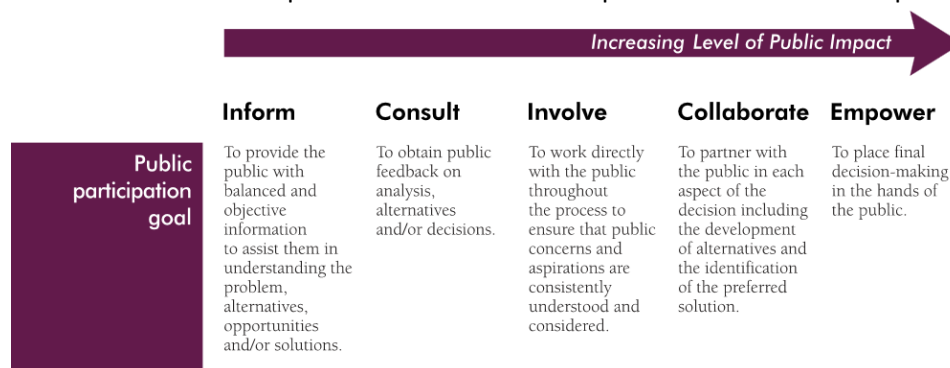 Increasing Level of Public Impact
Inform
Consult
Involve
Collaborate
Empower
Public
participation
goal
To provide the
public with
balanced and
objective
information
to assist them in
understanding the
problem,
alternatives,
opportunities
and/or solutions.
To obtain public
feedback on
analysis,
alternatives
and/or decisions.
To work directly
with the public
throughout
the process to
ensure that public
concerns and
aspirations are
consistently
understood and
considered.
To partner with
the public in each
aspect of the
decision including
the development
of alternatives and
the identification
of the preferred
solution.
To place final
decision-making
in the hands of
the public.